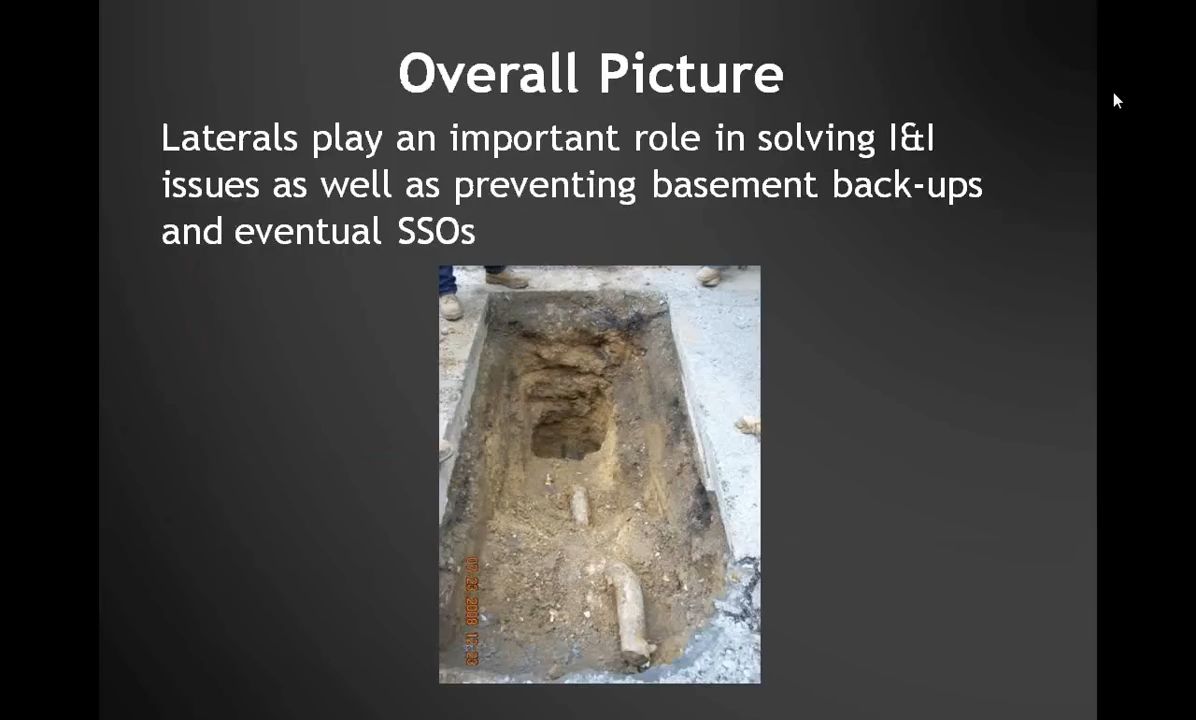 Overall Picture
Laterals play an important role in solving I&I
issues as well as preventing basement back-ups
and eventual SSOs